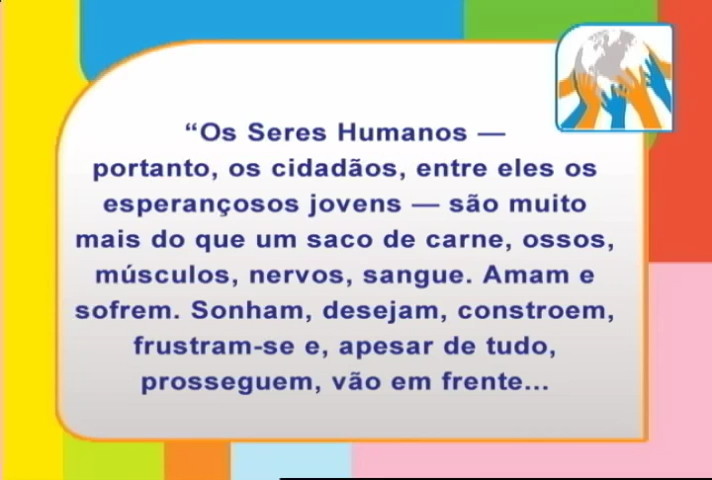 “Os Seres Humanos —
portanto, os cidadãos, entre eles os
esperançosos jovens — são muito
mais do que um saco de carne, ossos,
músculos, nervos, sangue. Amam e
sofrem. Sonham, desejam, constroem,
frustram-se e, apesar de tudo,
prosseguem, vão em frente...